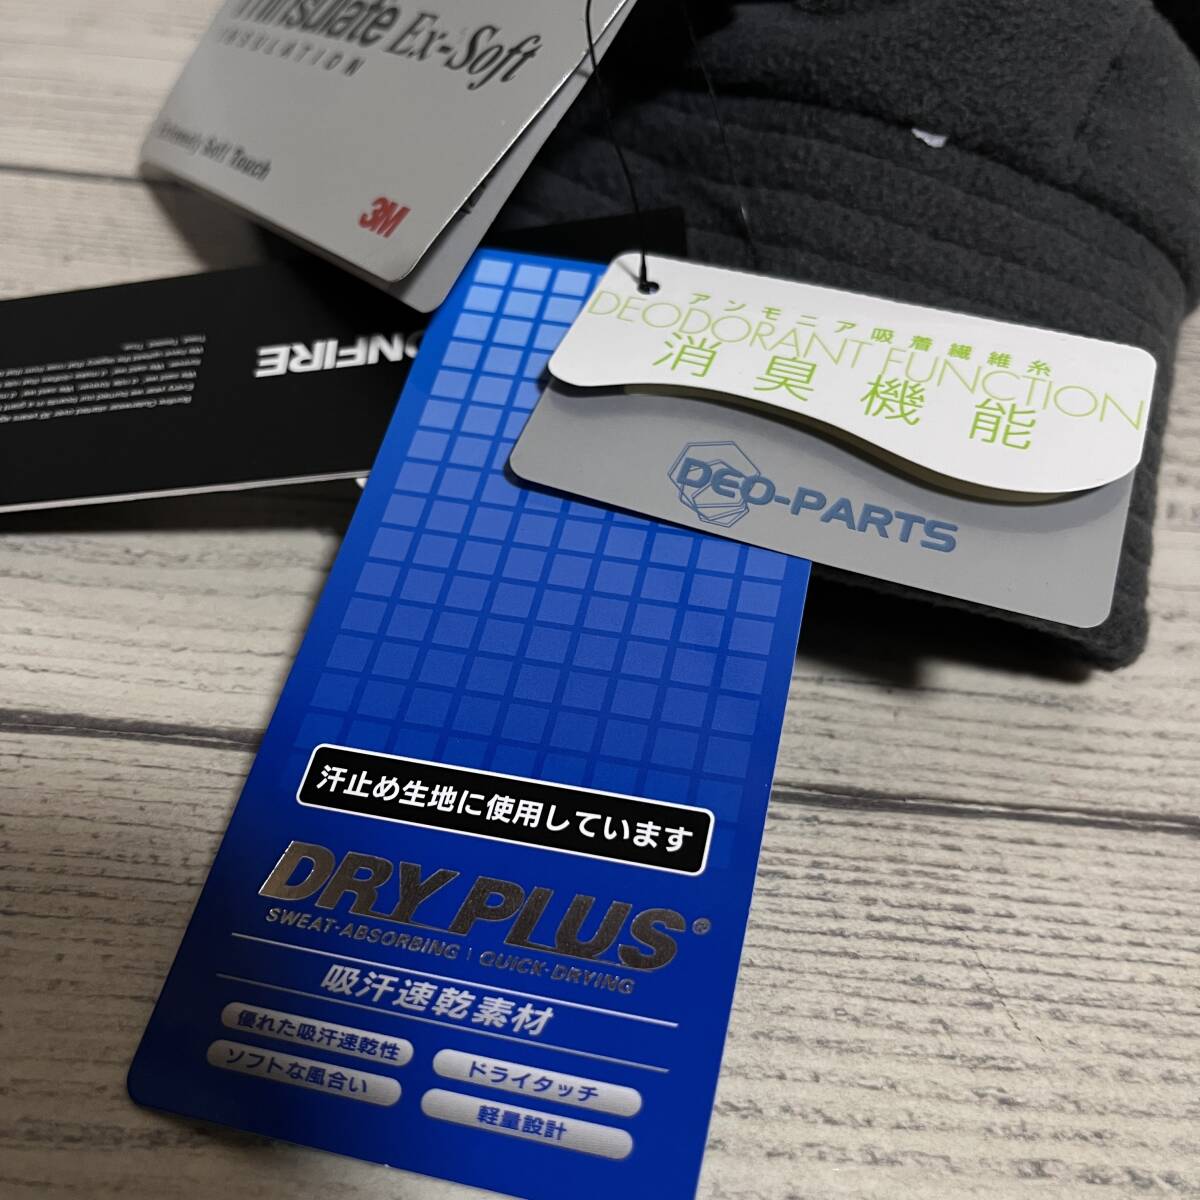 Thinsulate Ex-Soft
INSULATION
Extremely Soft Touch
3M
ONFIRE
アンモニア吸着繊維糸
DEODORANT FUNCTION
消臭機能
DEO-PARTS
汗止め生地に使用しています
DRY PLUS®
SWEAT-ABSORBING | QUICK-DRYING
吸汗速乾素材
優れた吸汗速乾性
ドライタッチ
ソフトな風合い
軽量設計